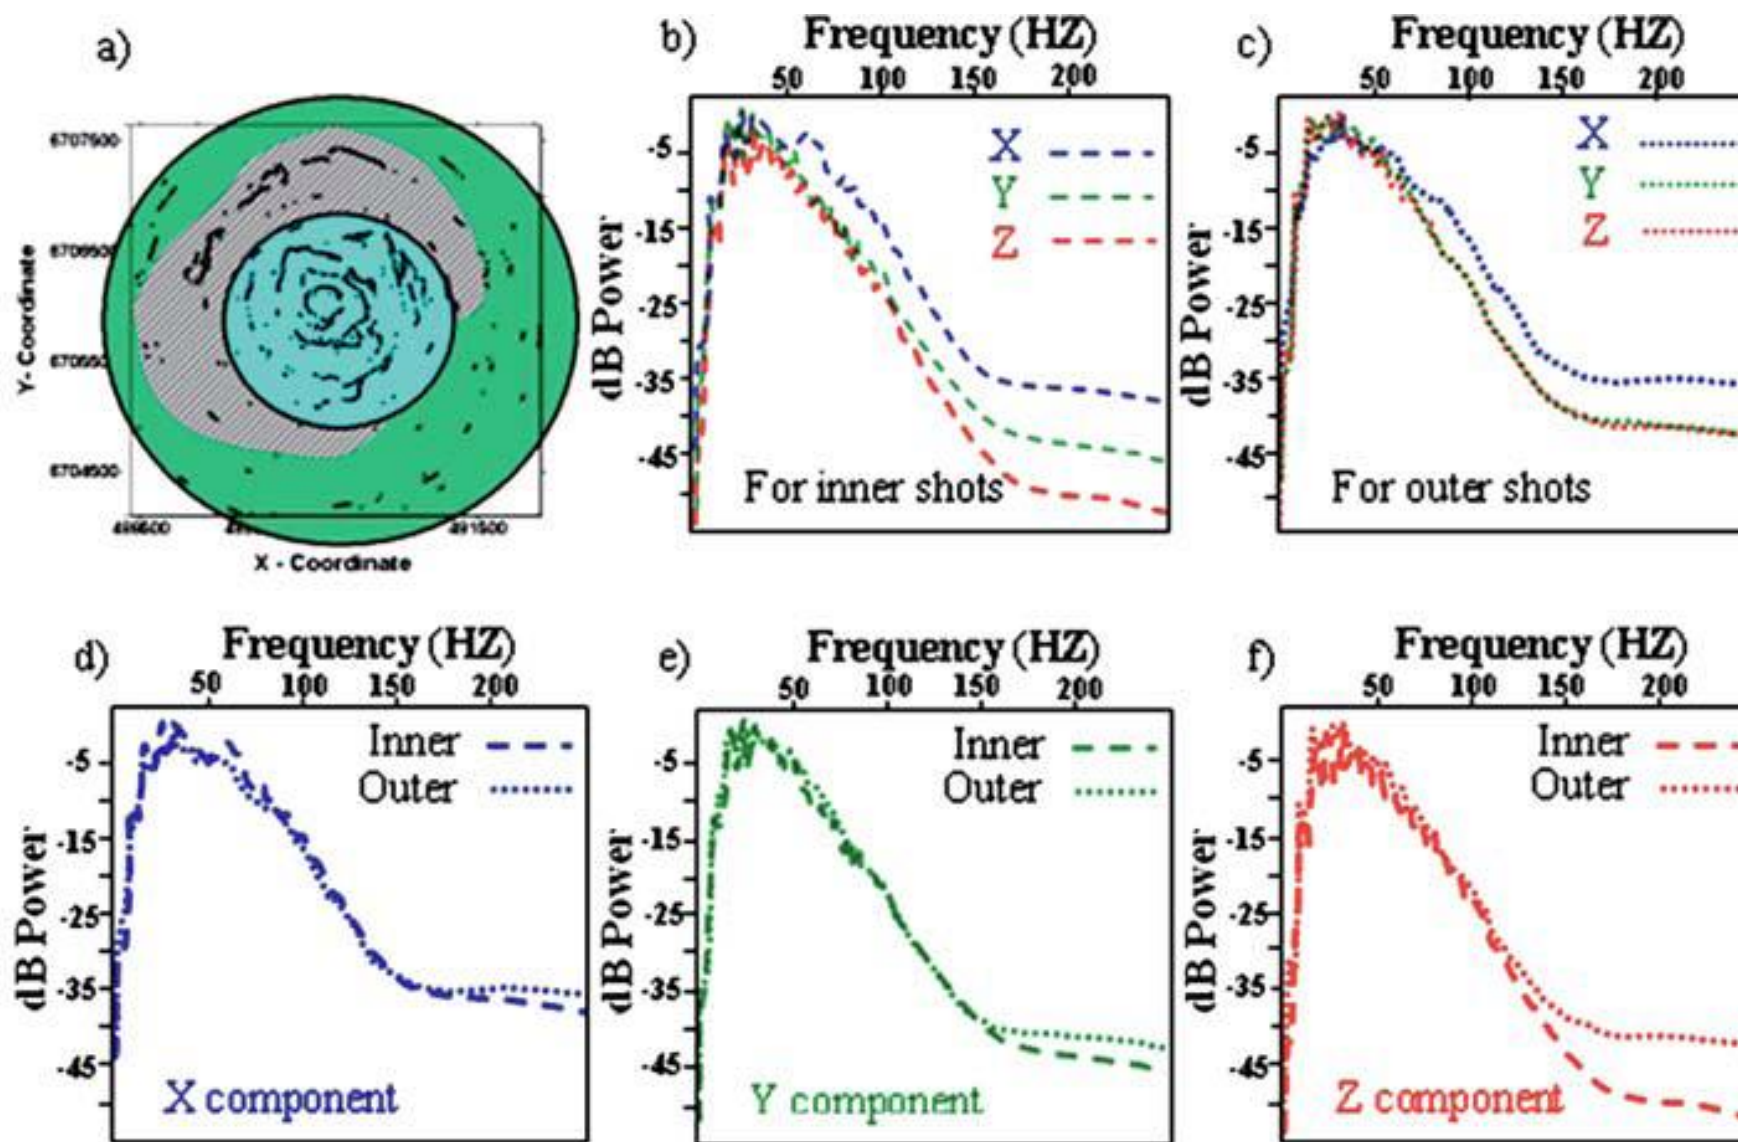 a)
6707500
Y - Coordinate
X - Coordinate
b)
Frequency (HZ)
50 100 150 200
dB Power
-5
-15
-25
-35
-45
X
Y
Z
For inner shots
c)
Frequency (HZ)
50 100 150 200
dB Power
-5
-15
-25
-35
-45
X
Y
Z
For outer shots
d)
Frequency (HZ)
50 100 150 200
dB Power
-5
-15
-25
-35
-45
Inner
Outer
X component
e)
Frequency (HZ)
50 100 150 200
dB Power
-5
-15
-25
-35
-45
Inner
Outer
Y component
f)
Frequency (HZ)
50 100 150 200
dB Power
-5
-15
-25
-35
-45
Inner
Outer
Z component